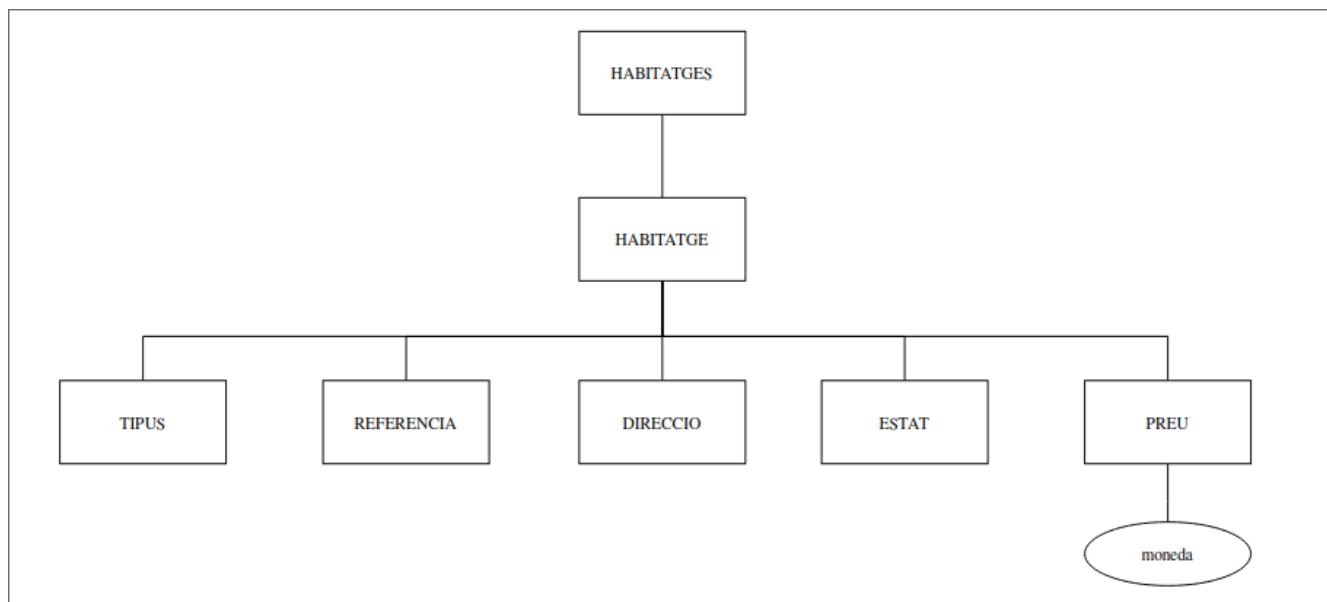 HABITATGES
HABITATGE
TIPUS
REFERENCIA
DIRECCIO
ESTAT
PREU
moneda